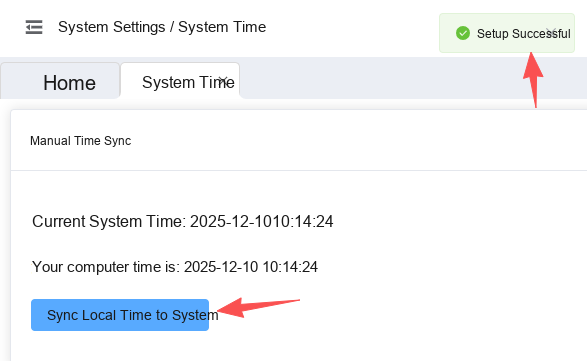 System Settings / System Time
Setup Successful
Home
System Time
Manual Time Sync
Current System Time: 2025-12-1010:14:24
Your computer time is: 2025-12-10 10:14:24
Sync Local Time to System